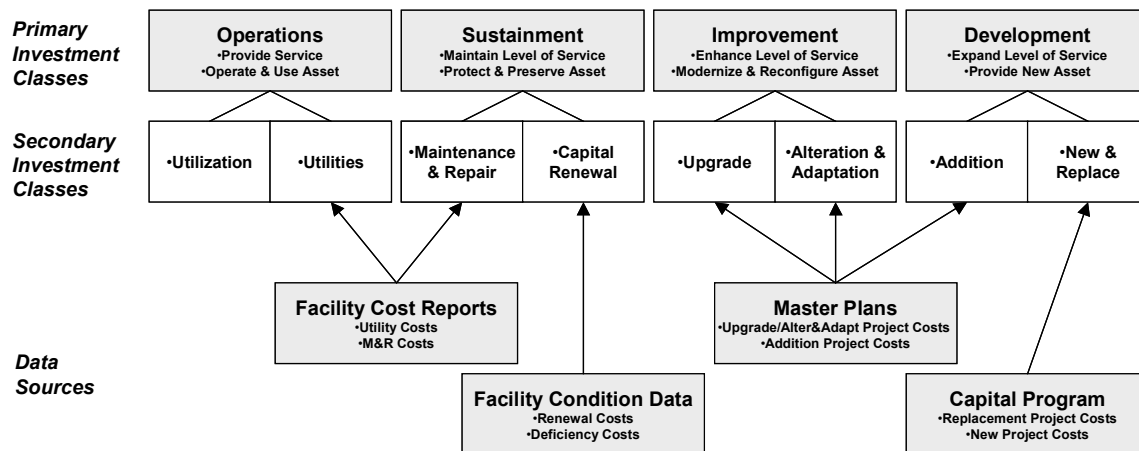 Primary
Investment
Classes
Operations
•Provide Service
•Operate & Use Asset
Sustainment
•Maintain Level of Service
•Protect & Preserve Asset
Improvement
•Enhance Level of Service
•Modernize & Reconfigure Asset
Development
•Expand Level of Service
•Provide New Asset
Secondary
Investment
Classes
•Utilization
•Utilities
•Maintenance
& Repair
•Capital
Renewal
•Upgrade
•Alteration &
Adaptation
•Addition
•New &
Replace
Data
Sources
Facility Cost Reports
•Utility Costs
•M&R Costs
Master Plans
•Upgrade/Alter&Adapt Project Costs
•Addition Project Costs
Facility Condition Data
•Renewal Costs
•Deficiency Costs
Capital Program
•Replacement Project Costs
•New Project Costs